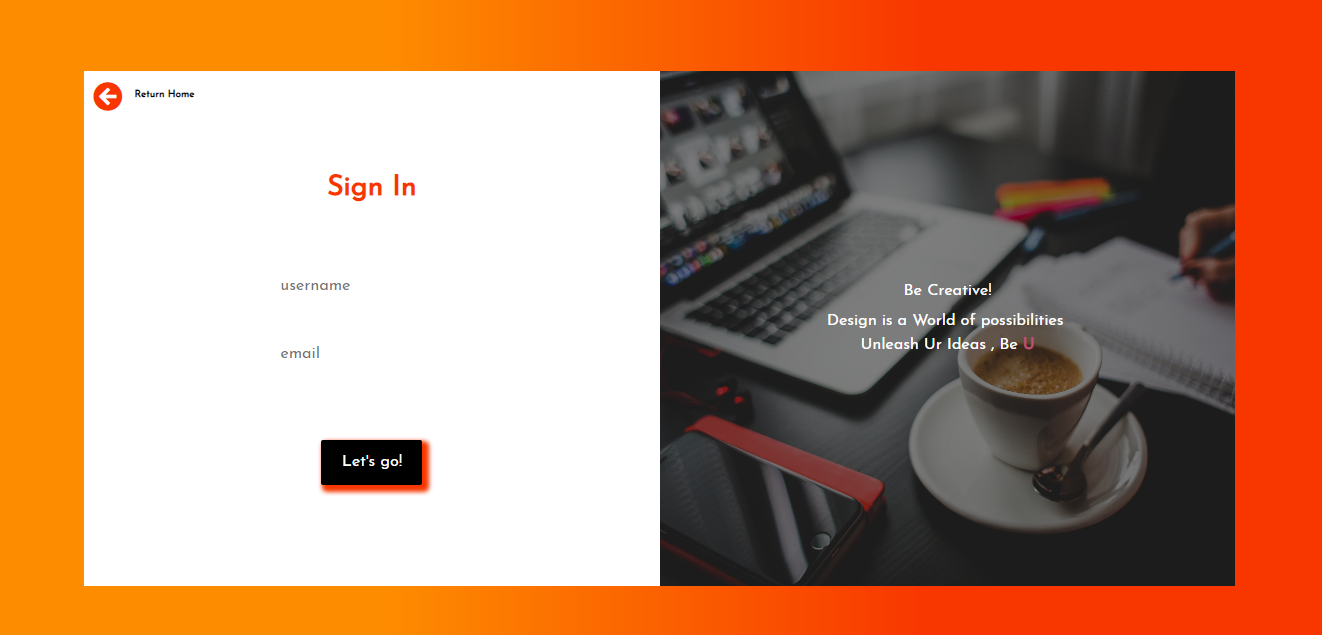 Return Home
Sign In
username
email
Let's go!
Be Creative!
Design is a World of possibilities
Unleash Ur Ideas , Be U